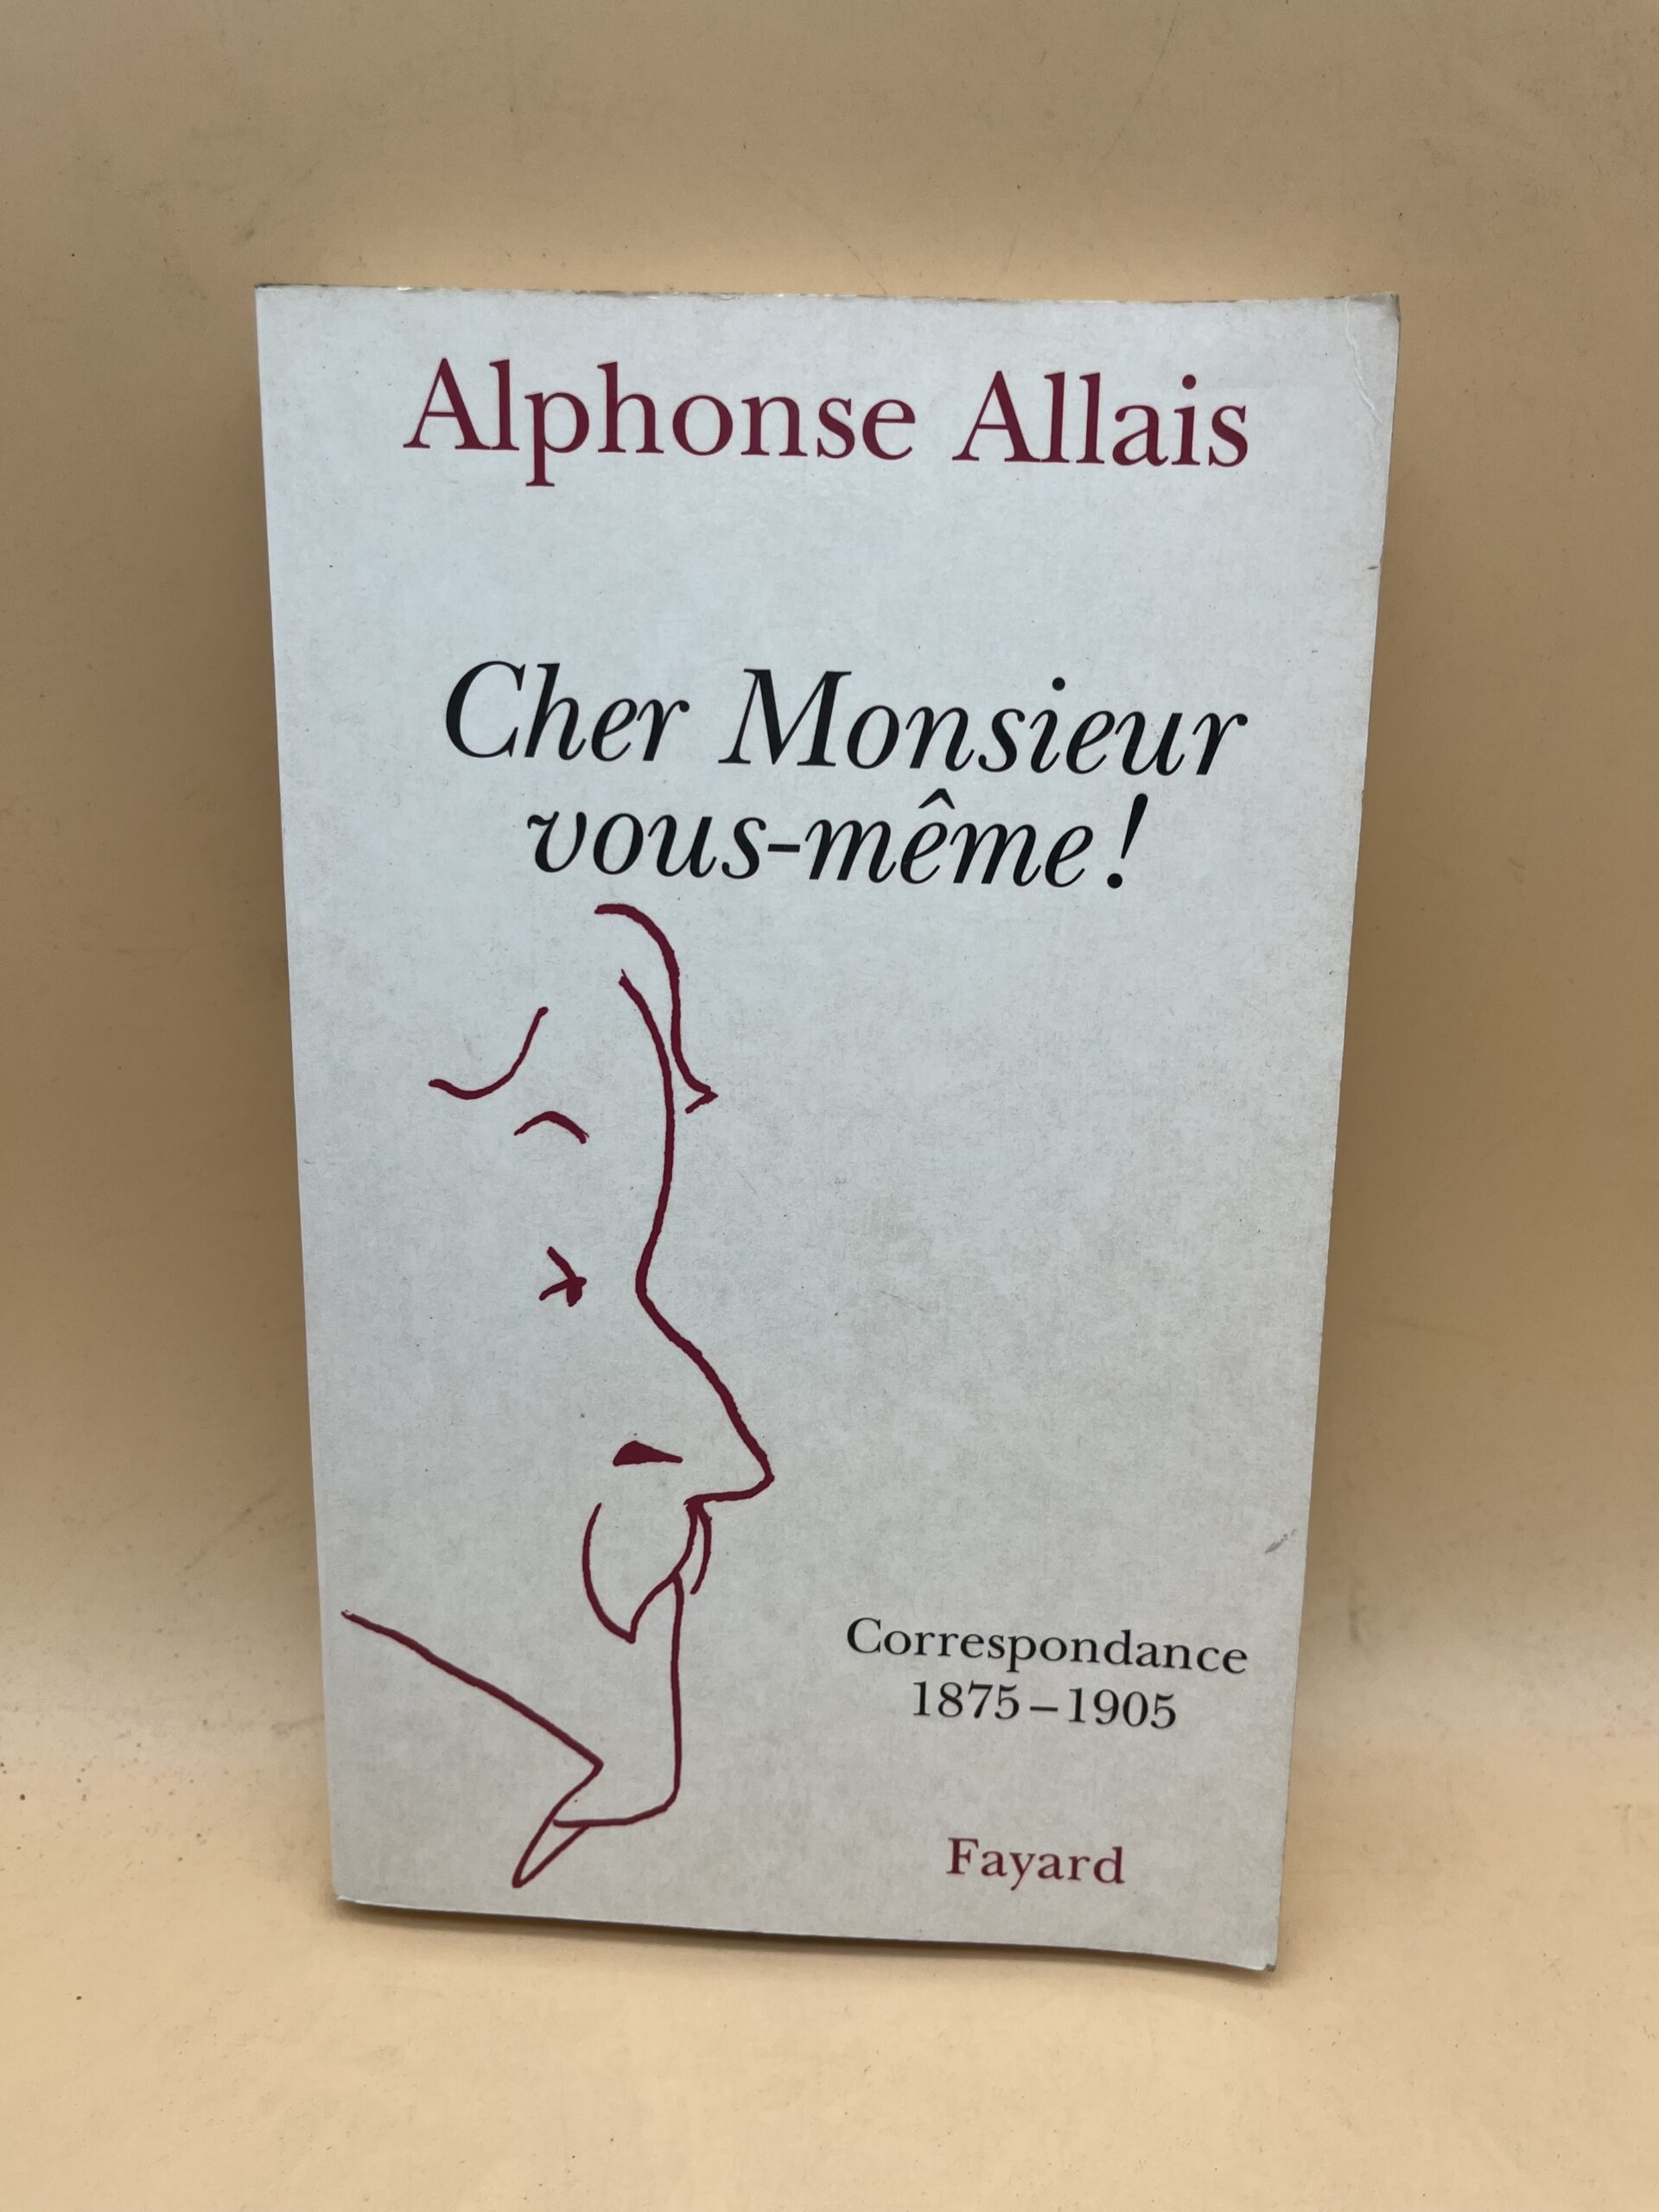 Alphonse Allais
Cher Monsieur
vous-même !
Correspondance
1875–1905
Fayard